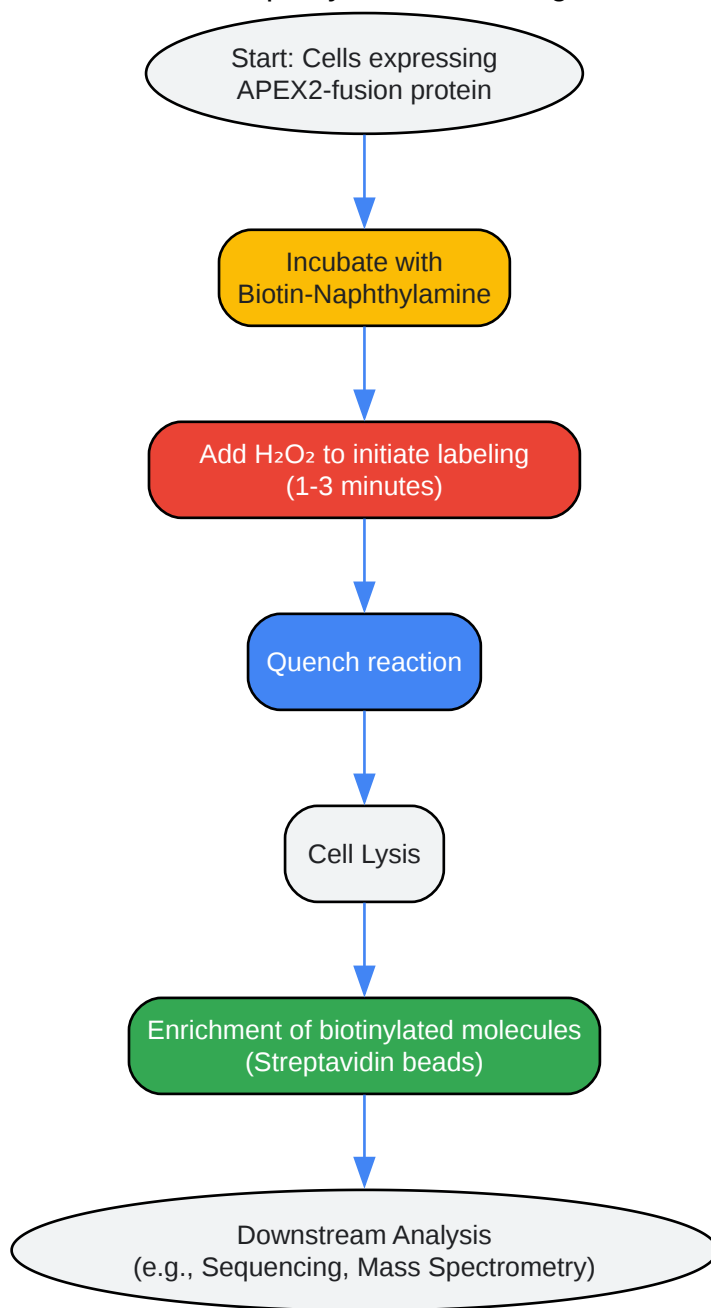 Start: Cells expressing
APEX2-fusion protein
Incubate with
Biotin-Naphthylamine
Add H₂O₂ to initiate labeling
(1-3 minutes)
Quench reaction
Cell Lysis
Enrichment of biotinylated molecules
(Streptavidin beads)
Downstream Analysis
(e.g., Sequencing, Mass Spectrometry)